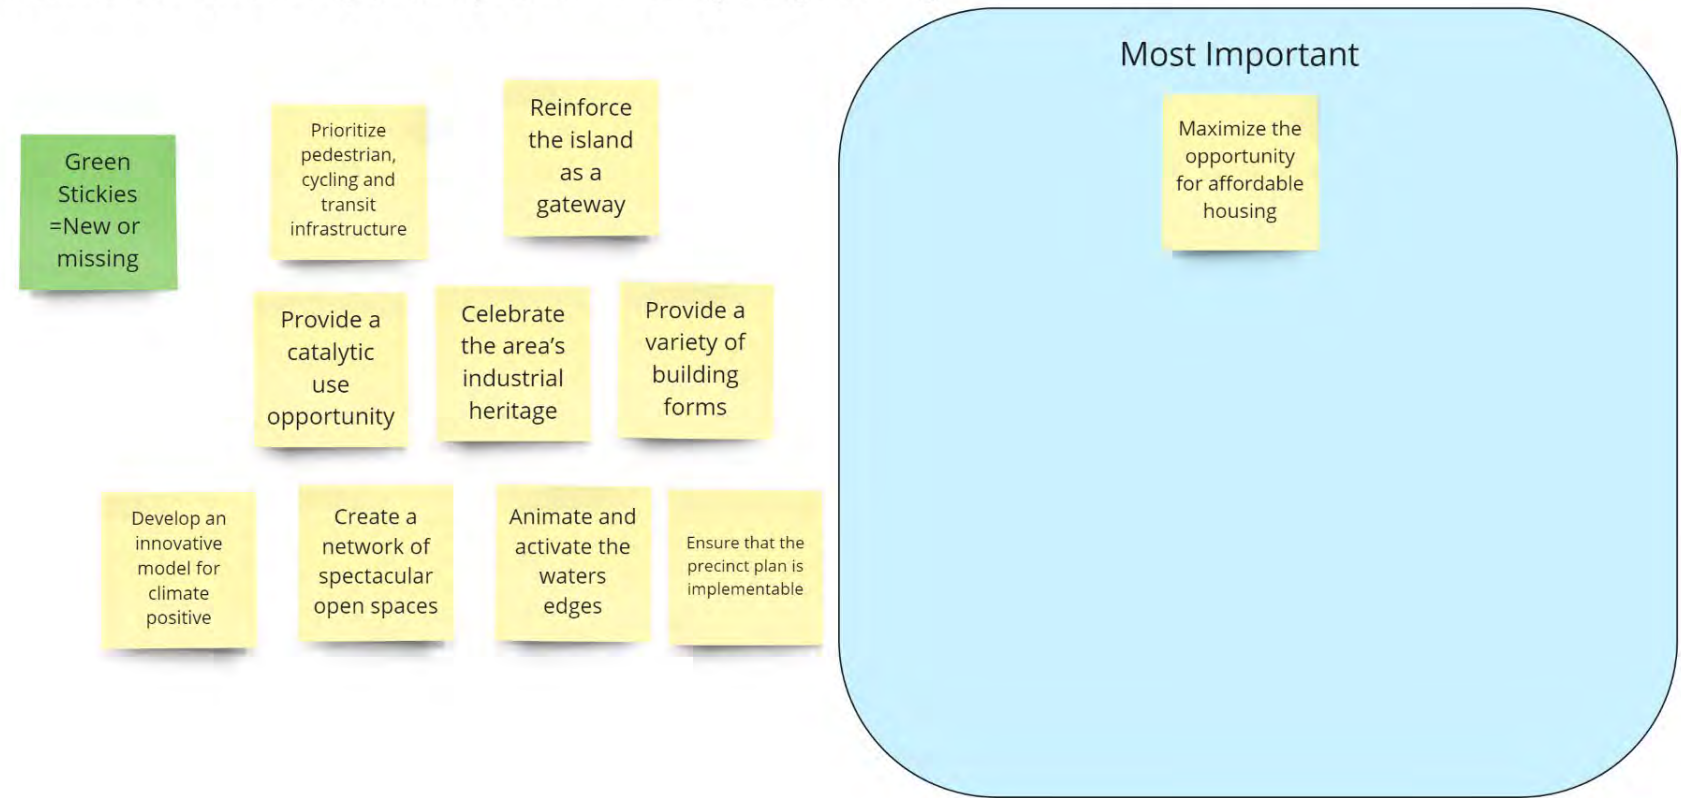 Most Important
Green
Stickies
=New or
missing
Prioritize
pedestrian,
cycling and
transit
infrastructure
Reinforce
the island
as a
gateway
Maximize the
opportunity
for affordable
housing
Provide a
catalytic
use
opportunity
Celebrate
the area's
industrial
heritage
Provide a
variety of
building
forms
Develop an
innovative
model for
climate
positive
Create a
network of
spectacular
open spaces
Animate and
activate the
waters
edges
Ensure that the
precinct plan is
implementable